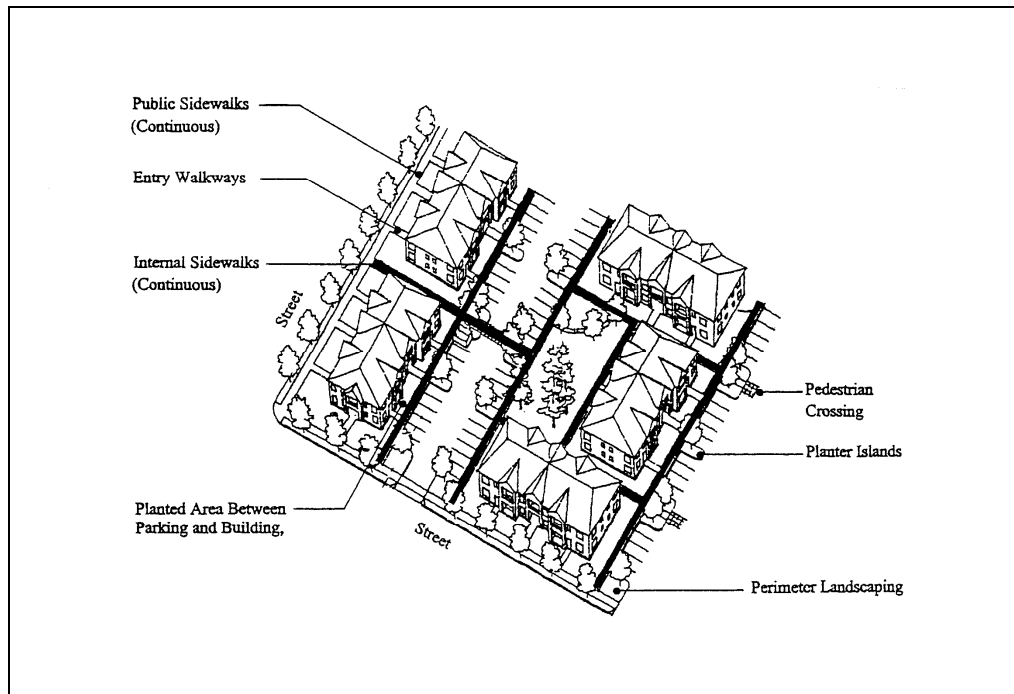 Public Sidewalks
(Continuous)
Entry Walkways
Internal Sidewalks
(Continuous)
Street
Pedestrian
Crossing
Planter Islands
Planted Area Between
Parking and Building,
Street
Perimeter Landscaping